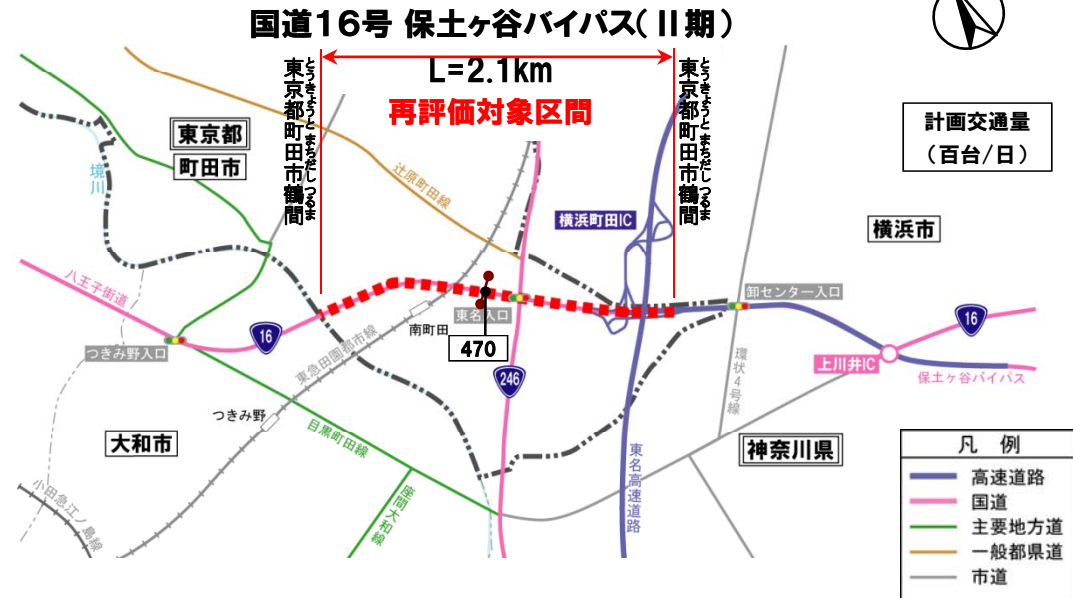 国道16号 保土ヶ谷バイパス(Ⅱ期)
L=2.1km
再評価対象区間
とうきょうと まちだし つるま
東京都町田市鶴間
とうきょうと まちだし つるま
東京都町田市鶴間
計画交通量
(百台/日)
東京都
町田市
境川
辻原町田線
横浜町田IC
横浜市
八王子街道
卸センター入口
16
16
東名入口
南町田
470
つきみ野入口
東急田園都市線
246
環状4号線
上川井IC
保土ヶ谷バイパス
つきみ野
目黒町田線
大和市
神奈川県
東名高速道路
座間大和線
小田急江ノ島線
凡 例
高速道路
国道
主要地方道
一般都県道
市道